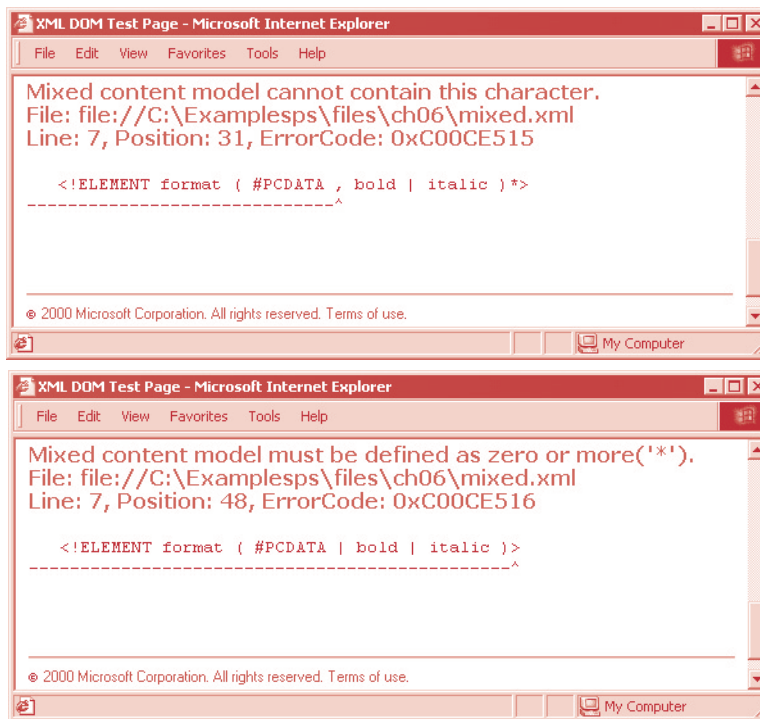 XML DOM Test Page - Microsoft Internet Explorer
File Edit View Favorites Tools Help
Mixed content model cannot contain this character.
File: file://C:\Examplesps\files\ch06\mixed.xml
Line: 7, Position: 31, ErrorCode: 0xC00CE515
<!ELEMENT format ( #PCDATA , bold | italic )*>
------------------------------^
© 2000 Microsoft Corporation. All rights reserved. Terms of use.
My Computer
XML DOM Test Page - Microsoft Internet Explorer
File Edit View Favorites Tools Help
Mixed content model must be defined as zero or more('*').
File: file://C:\Examplesps\files\ch06\mixed.xml
Line: 7, Position: 48, ErrorCode: 0xC00CE516
<!ELEMENT format ( #PCDATA | bold | italic )>
-----------------------------------------------^
© 2000 Microsoft Corporation. All rights reserved. Terms of use.
My Computer